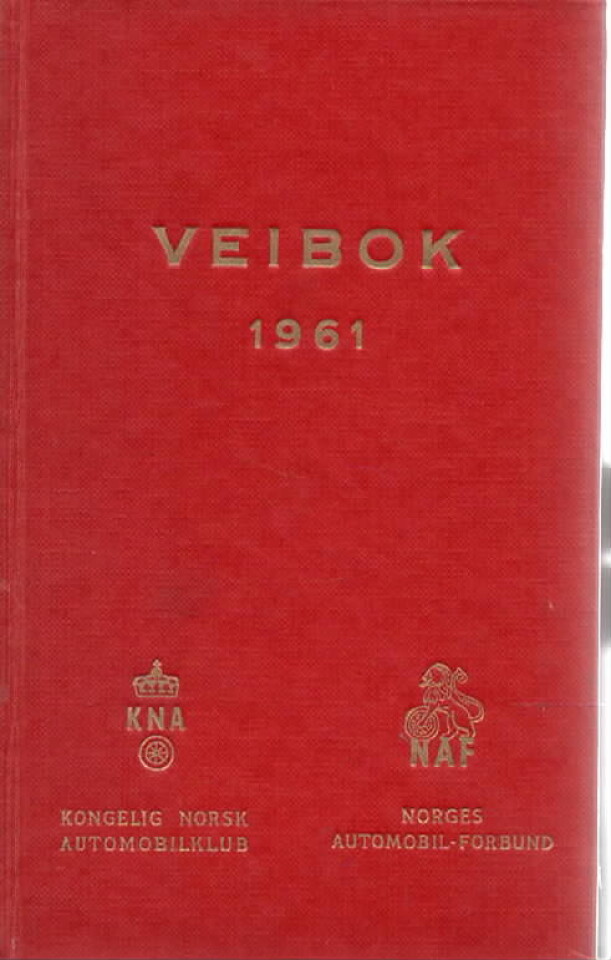 VEIBOK
1961
KNA
KONGELIG NORSK
AUTOMOBILKLUB
NAF
NORGES
AUTOMOBIL-FORBUND